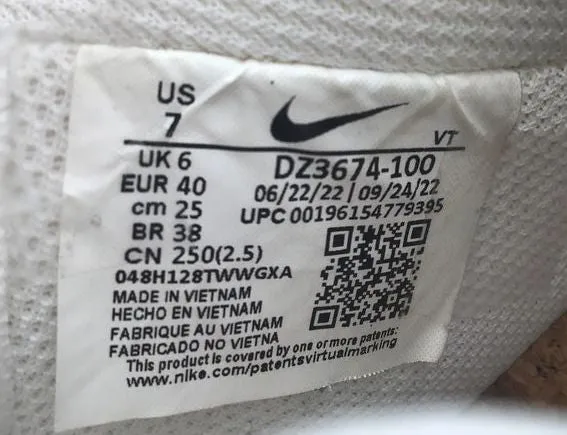 US
7
VT
UK 6
DZ3674-100
EUR 40
06/22/22 | 09/24/22
cm 25
UPC 00196154779395
BR 38
CN 250(2.5)
048H128TWWGXA
MADE IN VIETNAM
HECHO EN VIETNAM
FABRIQUE AU VIETNAM
FABRICADO NO VIETNA
This product is covered by one or more patents:
www.nike.com/patentsvirtualmarking